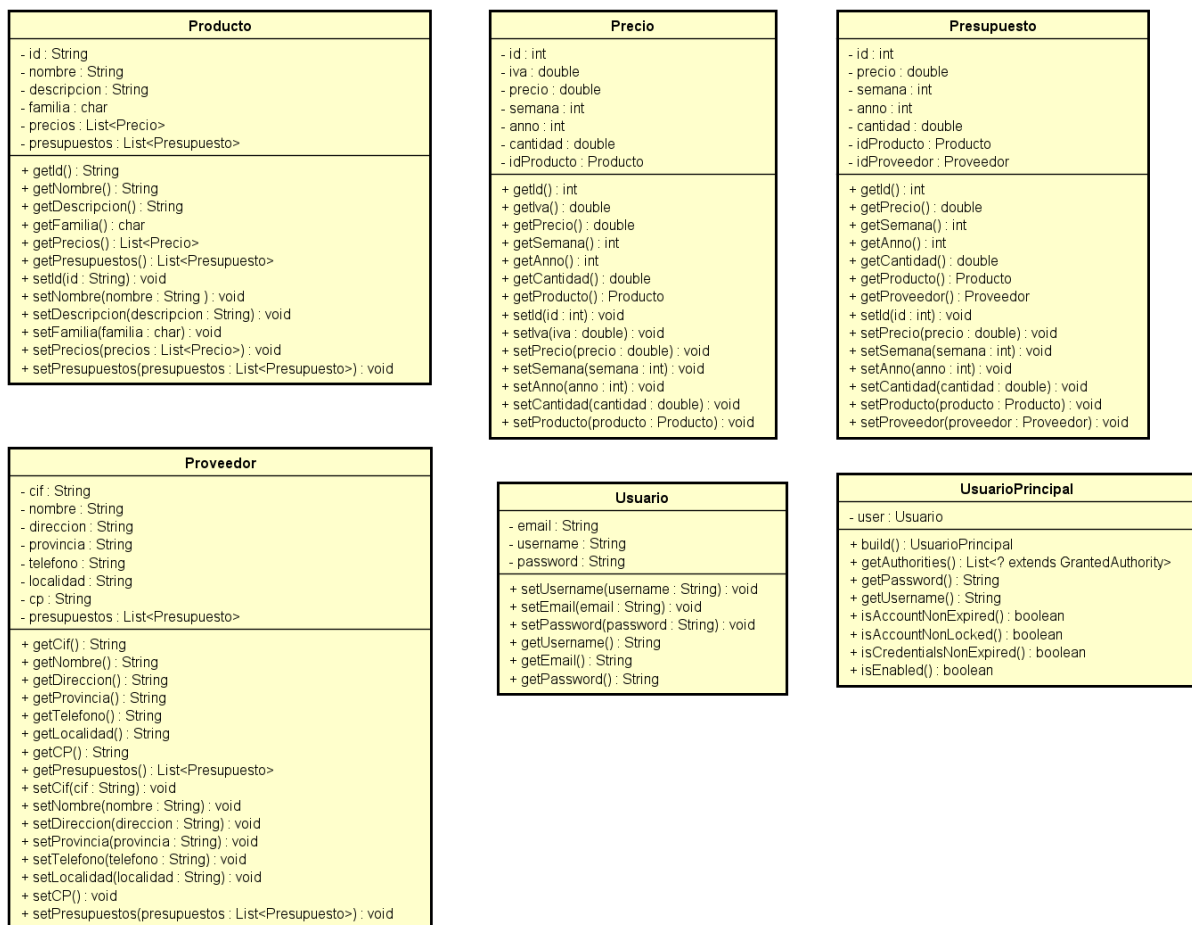 Producto
- id : String
- nombre : String
- descripcion : String
- familia : char
- precios : List<Precio>
- presupuestos : List<Presupuesto>
+ getId() : String
+ getNombre() : String
+ getDescripcion() : String
+ getFamilia() : char
+ getPrecios() : List<Precio>
+ getPresupuestos() : List<Presupuesto>
+ setId(id : String) : void
+ setNombre(nombre : String ) : void
+ setDescripcion(descripcion : String) : void
+ setFamilia(familia : char) : void
+ setPrecios(precios : List<Precio>) : void
+ setPresupuestos(presupuestos : List<Presupuesto>) : void
Precio
- id : int
- iva : double
- precio : double
- semana : int
- anno : int
- cantidad : double
- idProducto : Producto
+ getId() : int
+ getIva() : double
+ getPrecio() : double
+ getSemana() : int
+ getAnno() : int
+ getCantidad() : double
+ getProducto() : Producto
+ setId(id : int) : void
+ setIva(iva : double) : void
+ setPrecio(precio : double) : void
+ setSemana(semana : int) : void
+ setAnno(anno : int) : void
+ setCantidad(cantidad : double) : void
+ setProducto(producto : Producto) : void
Presupuesto
- id : int
- precio : double
- semana : int
- anno : int
- cantidad : double
- idProducto : Producto
- idProveedor : Proveedor
+ getId() : int
+ getPrecio() : double
+ getSemana() : int
+ getAnno() : int
+ getCantidad() : double
+ getProducto() : Producto
+ getProveedor() : Proveedor
+ setId(id : int) : void
+ setPrecio(precio : double) : void
+ setSemana(semana : int) : void
+ setAnno(anno : int) : void
+ setCantidad(cantidad : double) : void
+ setProducto(producto : Producto) : void
+ setProveedor(proveedor : Proveedor) : void
Proveedor
- cif : String
- nombre : String
- direccion : String
- provincia : String
- telefono : String
- localidad : String
- cp : String
- presupuestos : List<Presupuesto>
+ getCif() : String
+ getNombre() : String
+ getDireccion() : String
+ getProvincia() : String
+ getTelefono() : String
+ getLocalidad() : String
+ getCP() : String
+ getPresupuestos() : List<Presupuesto>
+ setCif(cif : String) : void
+ setNombre(nombre : String) : void
+ setDireccion(direccion : String) : void
+ setProvincia(provincia : String) : void
+ setTelefono(telefono : String) : void
+ setLocalidad(localidad : String) : void
+ setCP() : void
+ setPresupuestos(presupuestos : List<Presupuesto>) : void
Usuario
- email : String
- username : String
- password : String
+ setUsername(username : String) : void
+ setEmail(email : String) : void
+ setPassword(password : String) : void
+ getUsername() : String
+ getEmail() : String
+ getPassword() : String
UsuarioPrincipal
- user : Usuario
+ build() : UsuarioPrincipal
+ getAuthorities() : List<? extends GrantedAuthority>
+ getPassword() : String
+ getUsername() : String
+ isAccountNonExpired() : boolean
+ isAccountNonLocked() : boolean
+ isCredentialsNonExpired() : boolean
+ isEnabled() : boolean